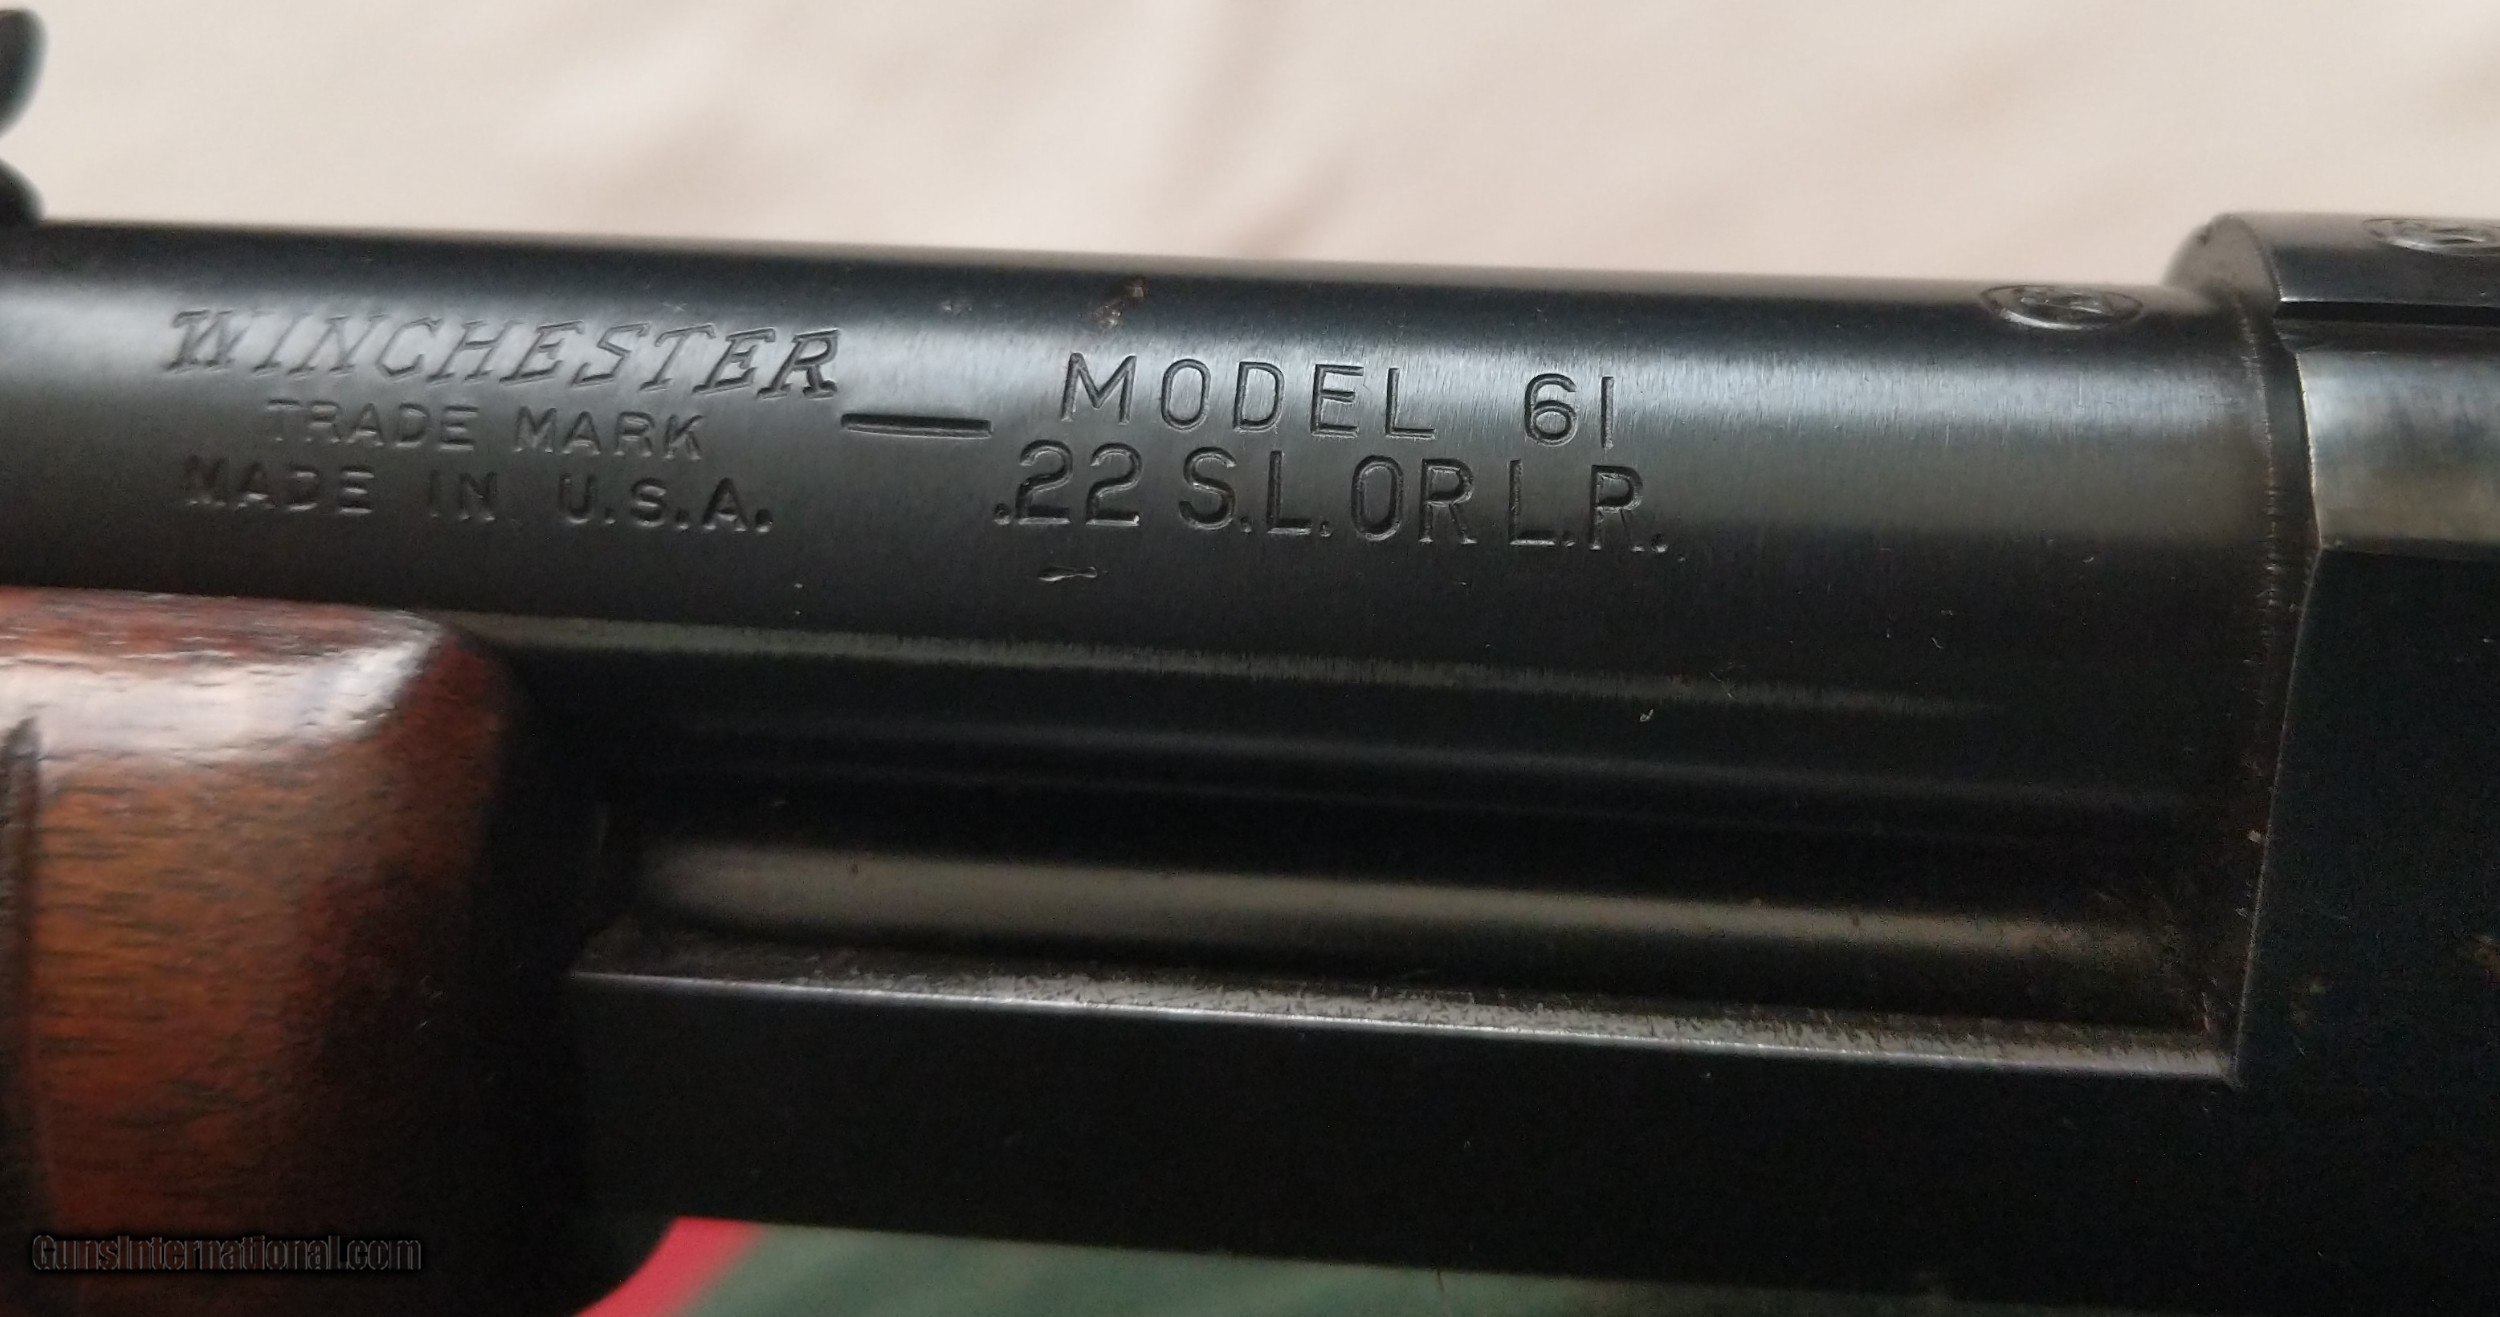 WINCHESTER
TRADE MARK
MADE IN U.S.A.
— MODEL 61
.22 S.L.OR L.R.
GunsInternational.com